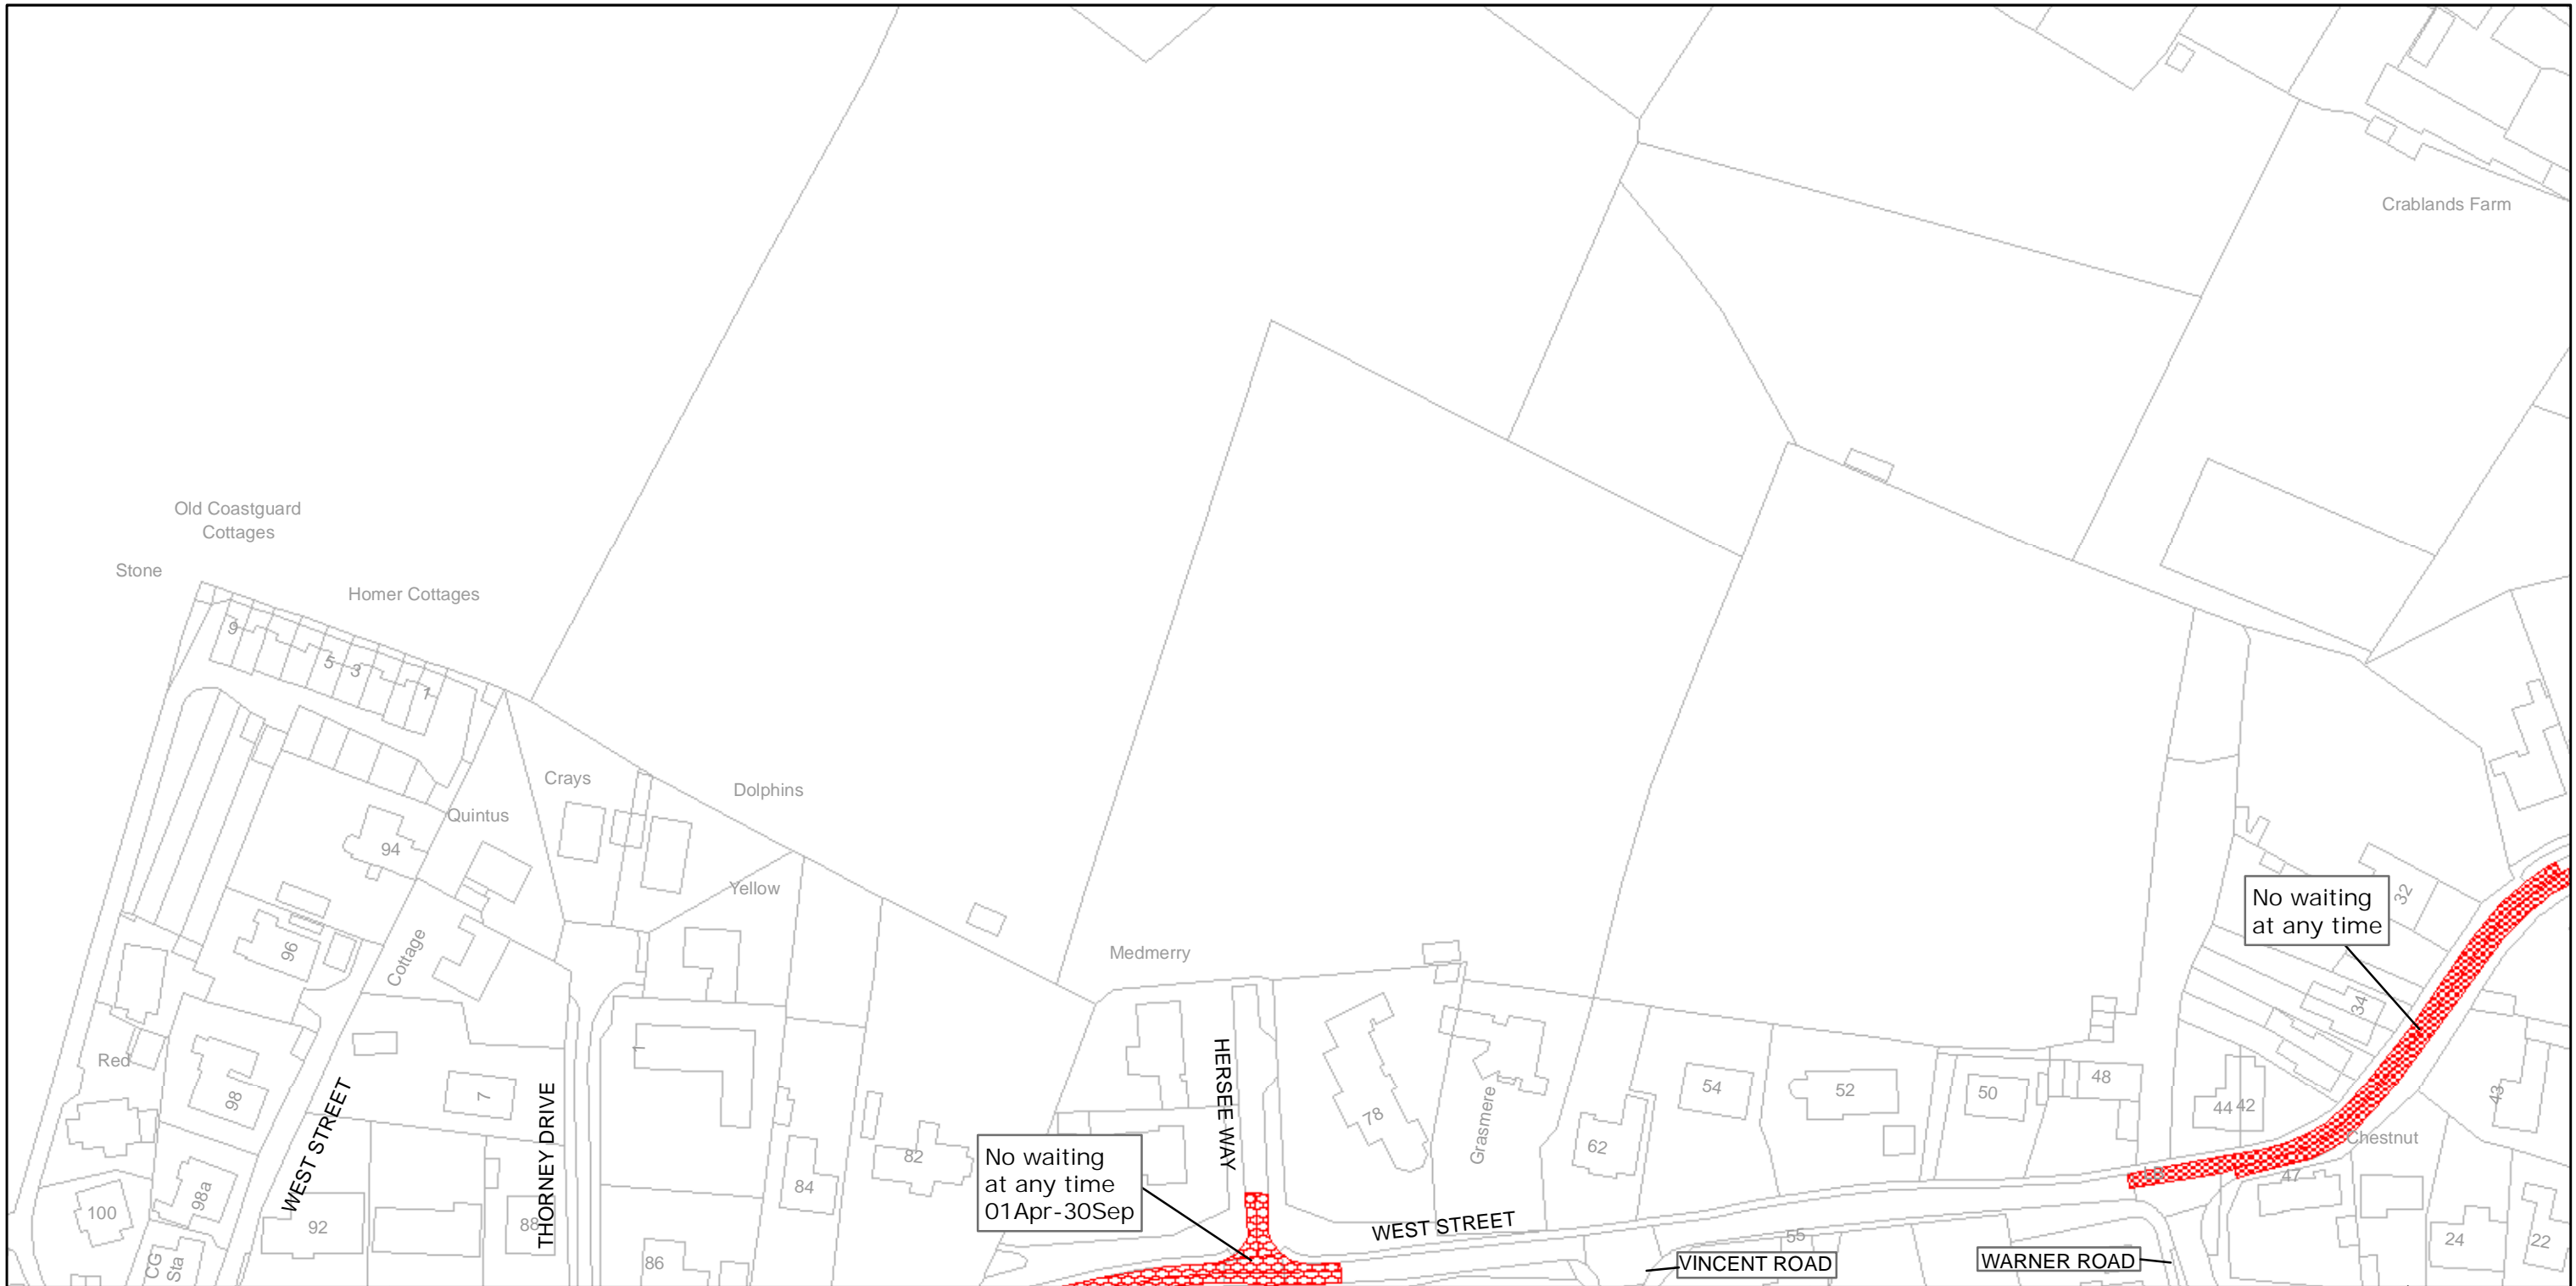 Crablands Farm
Old Coastguard
Cottages
Stone
Homer Cottages
9
5
3
1
Crays
Dolphins
Quintus
94
Yellow
No waiting
at any time
32
Cottage
96
Medmerry
34
Red
98
7
1
THORNEY DRIVE
WEST STREET
HERSEE WAY
78
Grasmere
54
52
50
48
44
42
43
Chestnut
62
82
84
No waiting
at any time
01Apr-30Sep
47
98a
100
92
88
86
CG
Sta
WEST STREET
55
VINCENT ROAD
WARNER ROAD
24
22